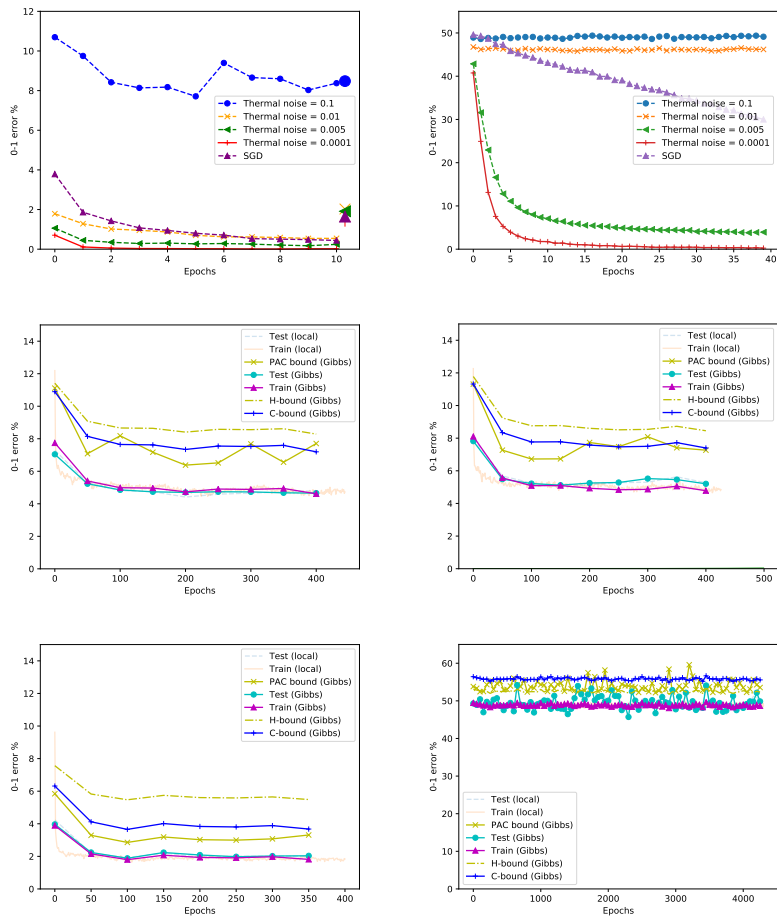 12
10
8
6
4
2
0
0-1 error %
0 2 4 6 8 10
Epochs
Thermal noise = 0.1
Thermal noise = 0.01
Thermal noise = 0.005
Thermal noise = 0.0001
SGD
50
40
30
20
10
0
0-1 error %
0 5 10 15 20 25 30 35 40
Epochs
Thermal noise = 0.1
Thermal noise = 0.01
Thermal noise = 0.005
Thermal noise = 0.0001
SGD
14
12
10
8
6
4
2
0
0-1 error %
0 100 200 300 400
Epochs
Test (local)
Train (local)
PAC bound (Gibbs)
Test (Gibbs)
Train (Gibbs)
H-bound (Gibbs)
C-bound (Gibbs)
14
12
10
8
6
4
2
0
0-1 error %
0 100 200 300 400 500
Epochs
Test (local)
Train (local)
PAC bound (Gibbs)
Test (Gibbs)
Train (Gibbs)
H-bound (Gibbs)
C-bound (Gibbs)
14
12
10
8
6
4
2
0
0-1 error %
0 50 100 150 200 250 300 350 400
Epochs
Test (local)
Train (local)
PAC bound (Gibbs)
Test (Gibbs)
Train (Gibbs)
H-bound (Gibbs)
C-bound (Gibbs)
60
50
40
30
20
10
0
0-1 error %
0 1000 2000 3000 4000
Epochs
Test (local)
Train (local)
PAC bound (Gibbs)
Test (Gibbs)
Train (Gibbs)
H-bound (Gibbs)
C-bound (Gibbs)